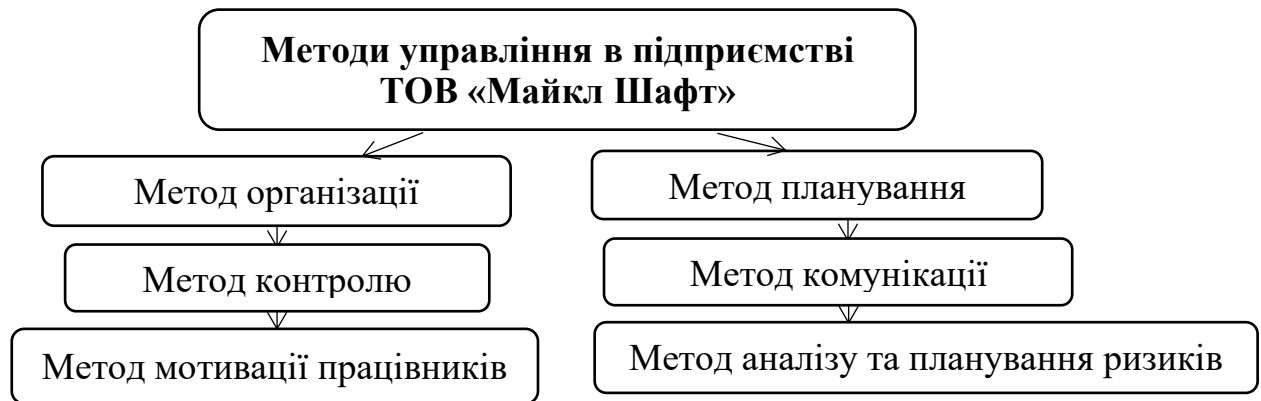 Методи управління в підприємстві
ТОВ «Майкл Шафт»
Метод організації
Метод планування
Метод контролю
Метод комунікації
Метод мотивації працівників
Метод аналізу та планування ризиків